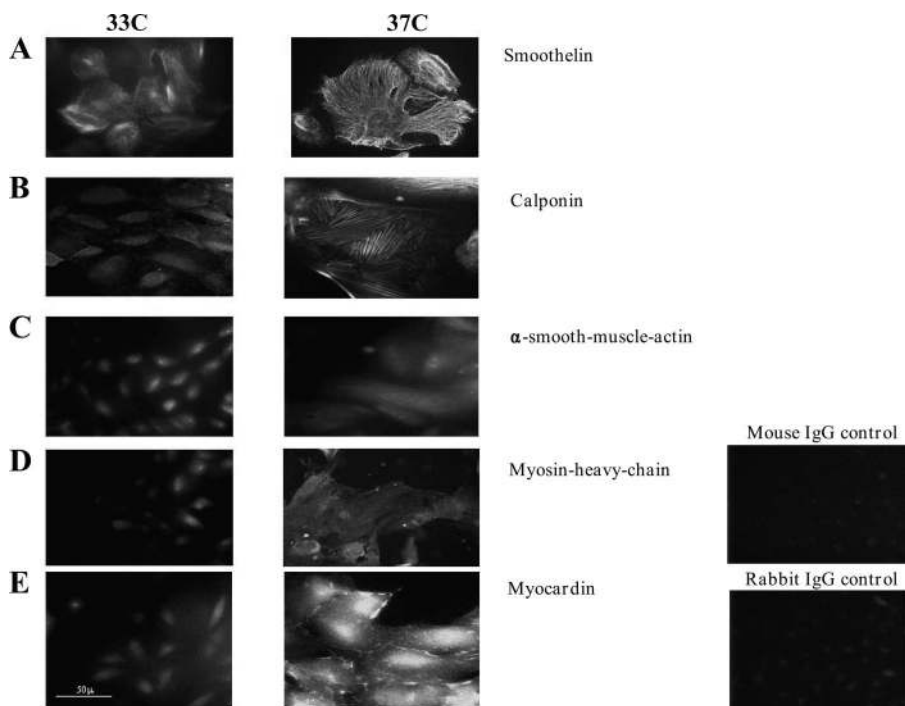 33C 37C
A Smoothelin
B Calponin
C α-smooth-muscle-actin
Mouse IgG control
D Myosin-heavy-chain
E Myocardin Rabbit IgG control
50μ